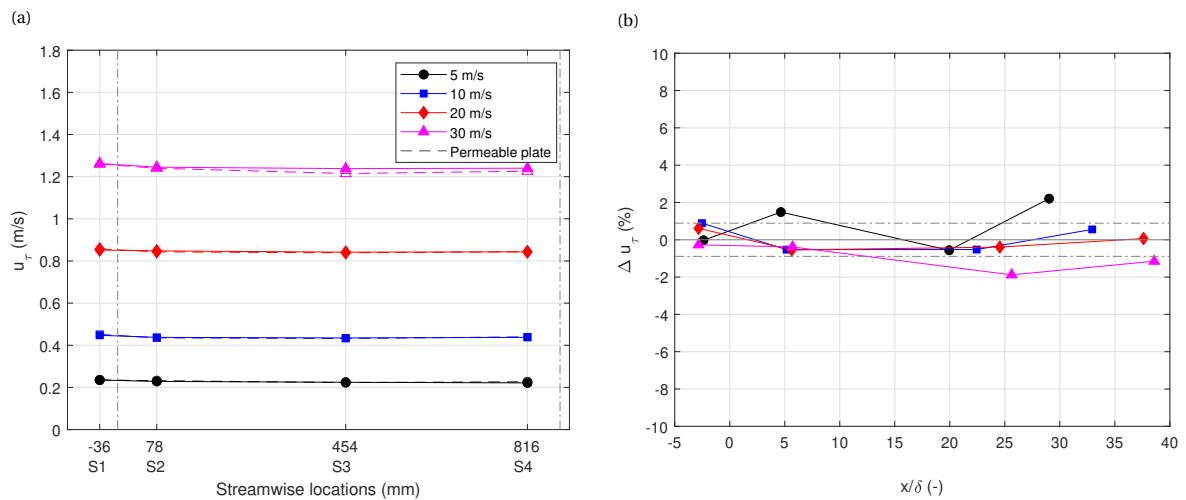 (a)
1.8
1.6
1.4
1.2
1
0.8
0.6
0.4
0.2
0
u_τ (m/s)
-36 78 454 816
S1 S2 S3 S4
Streamwise locations (mm)
5 m/s
10 m/s
20 m/s
30 m/s
Permeable plate
(b)
10
8
6
4
2
0
-2
-4
-6
-8
-10
Δ u_τ (%)
-5 0 5 10 15 20 25 30 35 40
x/δ (-)